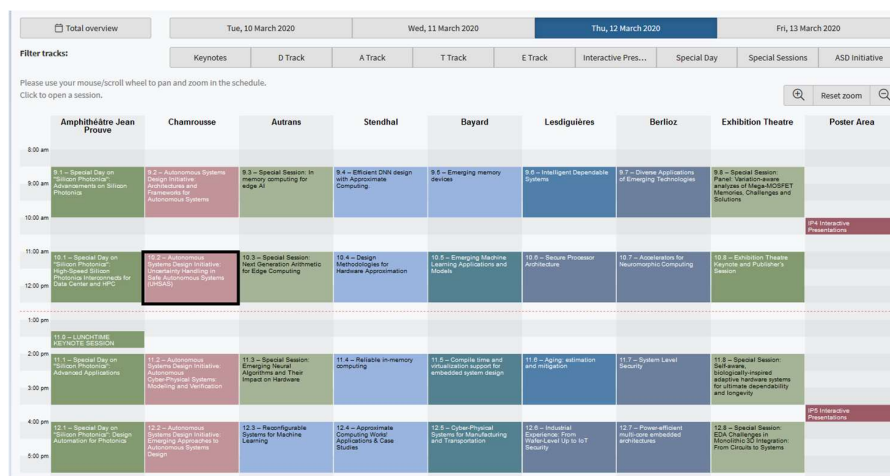 Total overview
Tue, 10 March 2020
Wed, 11 March 2020
Thu, 12 March 2020
Fri, 13 March 2020
Filter tracks:
Keynotes
D Track
A Track
T Track
E Track
Interactive Pres...
Special Day
Special Sessions
ASD Initiative
Please use your mouse/scroll wheel to pan and zoom in the schedule.
Click to open a session.
Reset zoom
Amphithéâtre Jean
Prouve
Chamrousse
Autrans
Stendhal
Bayard
Lesdiguières
Berlioz
Exhibition Theatre
Poster Area
8:00 am
9:00 am
9.1 – Special Day on
"Silicon Photonics":
Advancements on Silicon
Photonics
9.2 – Autonomous Systems
Design Initiative:
Architectures and
Frameworks for
Autonomous Systems
9.3 – Special Session: In
memory computing for
edge AI
9.4 – Efficient DNN design
with Approximate
Computing
9.5 – Emerging memory
devices
9.6 – Intelligent Dependable
Systems
9.7 – Diverse Applications
of Emerging Technologies
9.8 – Special Session:
Panel: Variation-aware
analyzes of Mega-MOSFET
Memories, Challenges and
Solutions
10:00 am
IP4 Interactive
Presentations
11:00 am
12:00 pm
10.1 – Special Day on
"Silicon Photonics":
High-Speed Silicon
Photonics Interconnects for
Data Center and HPC
10.2 – Autonomous
Systems Design Initiative:
Uncertainty Handling in
Safe Autonomous Systems
(UHSAS)
10.3 – Special Session:
Next Generation Arithmetic
for Edge Computing
10.4 – Design
Methodologies for
Hardware Approximation
10.5 – Emerging Machine
Learning Applications and
Models
10.6 – Secure Processor
Architecture
10.7 – Accelerators for
Neuromorphic Computing
10.8 – Exhibition Theatre
Keynote and Publisher's
Session
1:00 pm
11.0 – LUNCHTIME
KEYNOTE SESSION
2:00 pm
3:00 pm
11.1 – Special Day on
"Silicon Photonics":
Advanced Applications
11.2 – Autonomous
Systems Design Initiative:
Autonomous
Cyber-Physical Systems:
Modeling and Verification
11.3 – Special Session:
Emerging Neural
Algorithms and Their
Impact on Hardware
11.4 – Reliable in-memory
computing
11.5 – Compile time and
virtualization support for
embedded system design
11.6 – Aging: estimation
and mitigation
11.7 – System Level
Security
11.8 – Special Session:
Self-aware,
biologically-inspired
adaptive hardware systems
for ultimate dependability
and longevity
IP5 Interactive
Presentations
4:00 pm
5:00 pm
12.1 – Special Day on
"Silicon Photonics": Design
Automation for Photonics
12.2 – Autonomous
Systems Design Initiative:
Emerging Approaches to
Autonomous Systems
Design
12.3 – Reconfigurable
Systems for Machine
Learning
12.4 – Approximate
Computing Works!
Applications & Case
Studies
12.5 – Cyber-Physical
Systems for Manufacturing
and Transportation
12.6 – Industrial
Experience: From
Wafer-Level Up to IoT
Security
12.7 – Power-efficient
multi-core embedded
architectures
12.8 – Special Session:
EDA Challenges in
Monolithic 3D Integration:
From Circuits to Systems